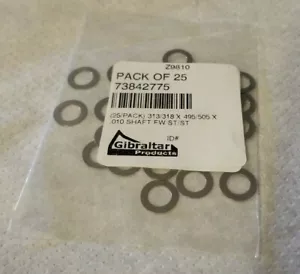 Z9810
PACK OF 25
73842775
(25/PACK) .313/.318 X .495/.505 X
.010 SHAFT FW ST/ST
ID#
Gibraltar
Products